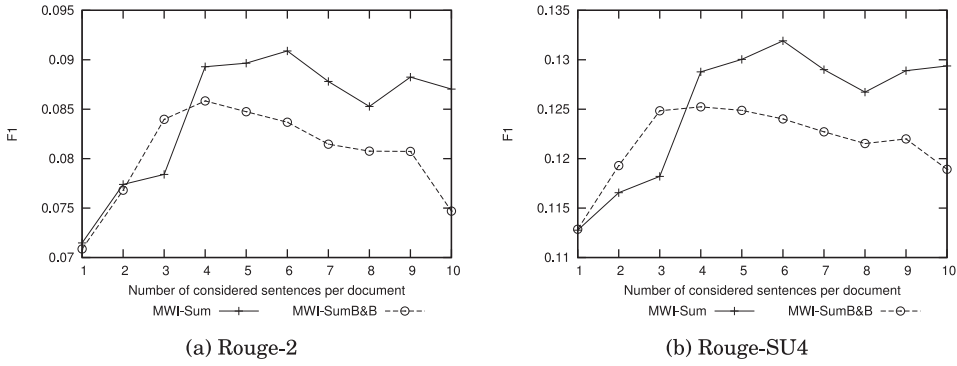 0.095
0.09
0.085
0.08
0.075
0.07
F1
1 2 3 4 5 6 7 8 9 10
Number of considered sentences per document
MWI-Sum MWI-SumB&B
(a) Rouge-2
0.135
0.13
0.125
0.12
0.115
0.11
F1
1 2 3 4 5 6 7 8 9 10
Number of considered sentences per document
MWI-Sum MWI-SumB&B
(b) Rouge-SU4